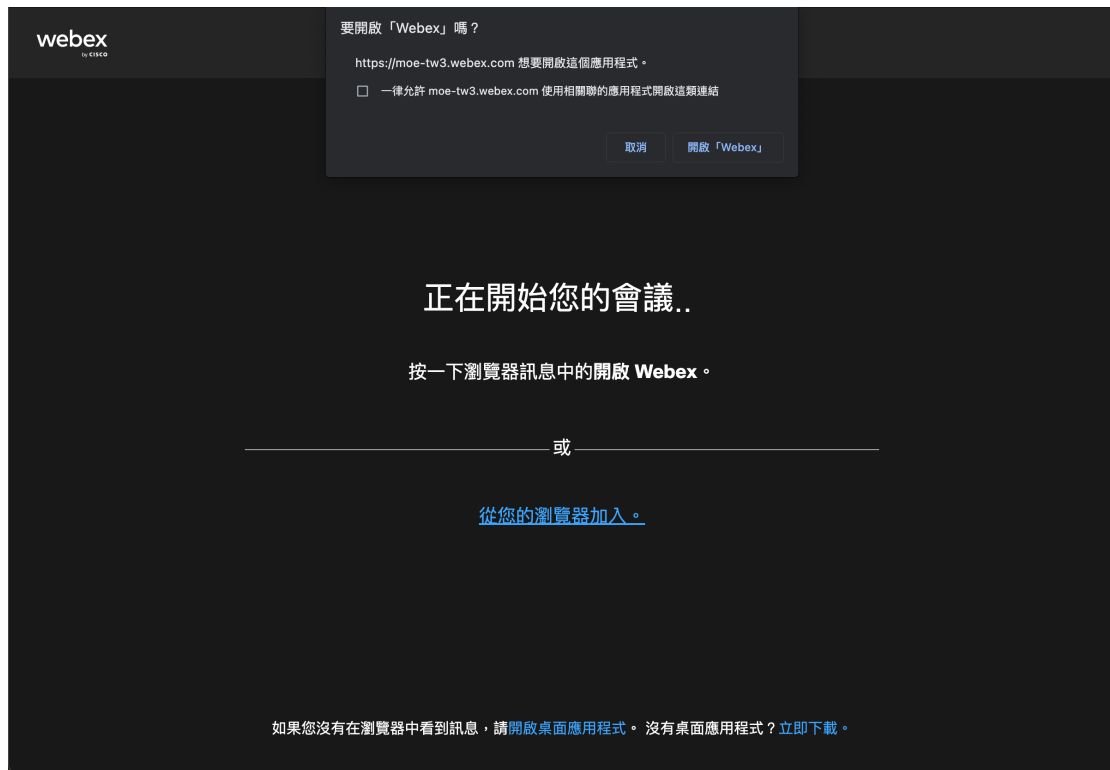 webex
by CISCO
要開啟「Webex」嗎？
https://moe-tw3.webex.com 想要開啟這個應用程式。
一律允許 moe-tw3.webex.com 使用相關聯的應用程式開啟這類連結
取消
開啟「Webex」
正在開始您的會議..
按一下瀏覽器訊息中的開啟 Webex。
或
從您的瀏覽器加入。
如果您沒有在瀏覽器中看到訊息，請開啟桌面應用程式。 沒有桌面應用程式？立即下載。